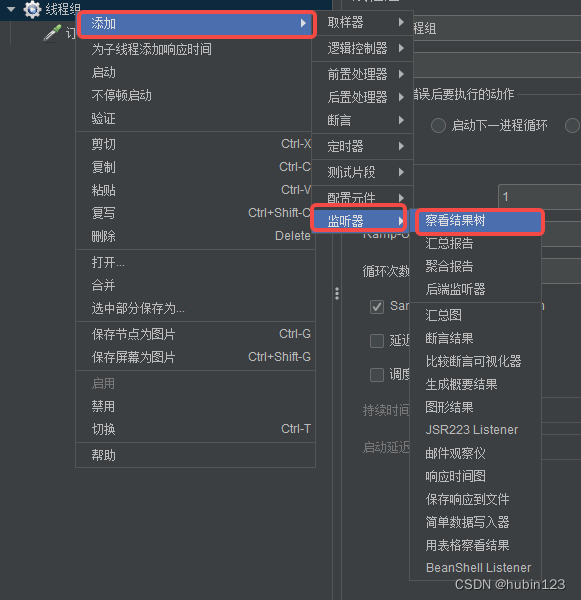 线程组
订
添加
为子线程添加响应时间
启动
不停顿启动
验证
剪切 Ctrl-X
复制 Ctrl-C
粘贴 Ctrl-V
复写 Ctrl+Shift-C
删除 Delete
打开...
合并
选中部分保存为...
保存节点为图片 Ctrl-G
保存屏幕为图片 Ctrl+Shift-G
启用
禁用
切换 Ctrl-T
帮助
取样器
逻辑控制器
前置处理器
后置处理器
断言
定时器
测试片段
配置元件
监听器
程组
错误后要执行的动作
启动下一进程循环
1
Ramp-U
循环次数
Sam
延迟
调度
持续时间
启动延迟
察看结果树
汇总报告
聚合报告
后端监听器
汇总图
断言结果
比较断言可视化器
生成概要结果
图形结果
JSR223 Listener
邮件观察仪
响应时间图
保存响应到文件
简单数据写入器
用表格察看结果
BeanShell Listener
CSDN @hubin123